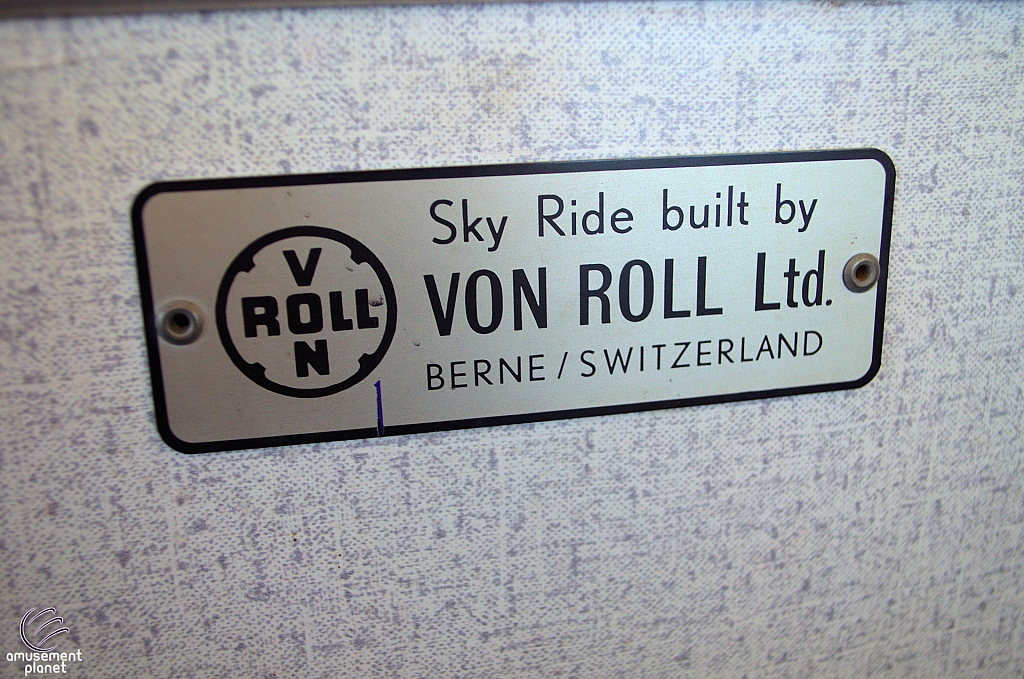 Sky Ride built by
VON ROLL Ltd.
BERNE / SWITZERLAND
V
ROLL
N
amusement
planet